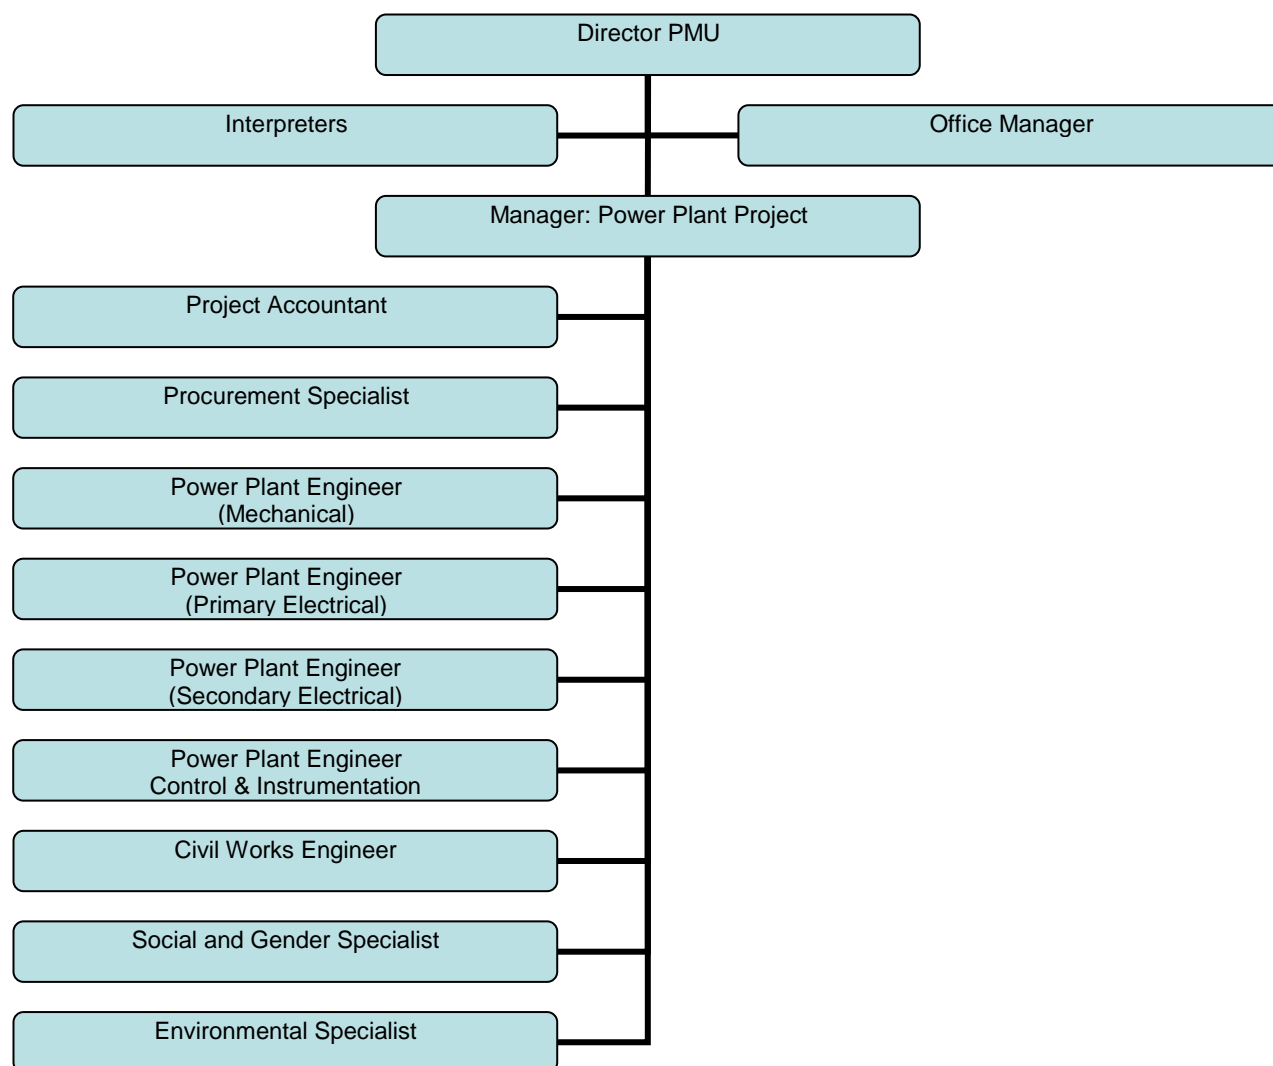 Director PMU
Interpreters
Office Manager
Manager: Power Plant Project
Project Accountant
Procurement Specialist
Power Plant Engineer
(Mechanical)
Power Plant Engineer
(Primary Electrical)
Power Plant Engineer
(Secondary Electrical)
Power Plant Engineer
Control & Instrumentation
Civil Works Engineer
Social and Gender Specialist
Environmental Specialist